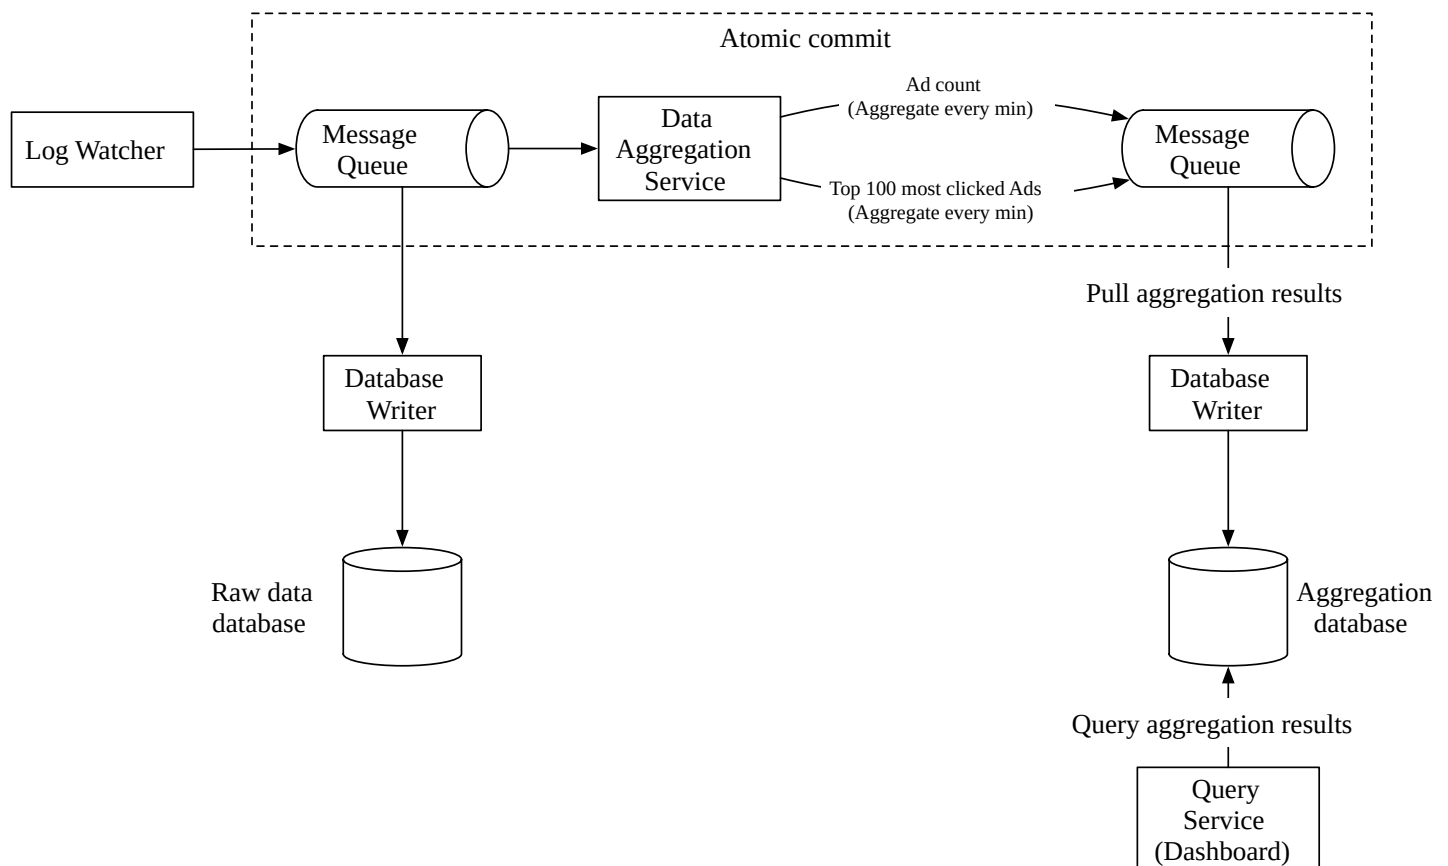 Atomic commit
Log Watcher
Message
Queue
Data
Aggregation
Service
Ad count
(Aggregate every min)
Top 100 most clicked Ads
(Aggregate every min)
Message
Queue
Pull aggregation results
Database
Writer
Database
Writer
Raw data
database
Aggregation
database
Query aggregation results
Query
Service
(Dashboard)